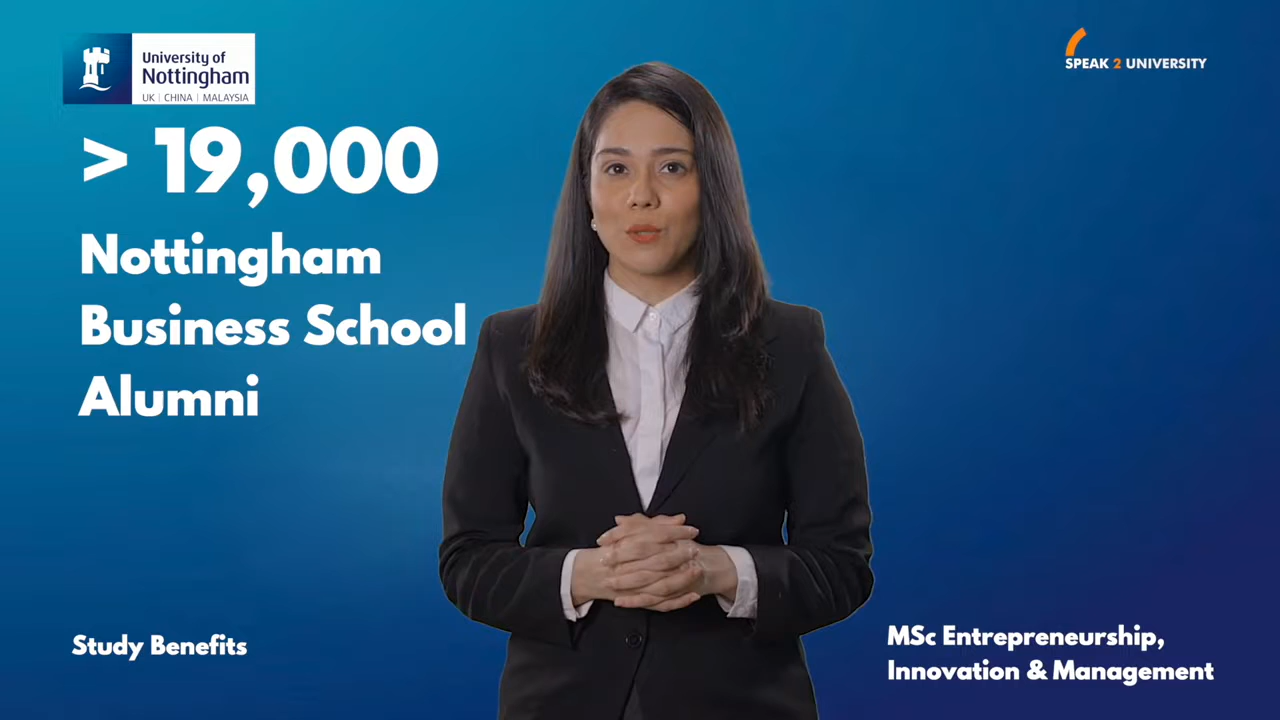 University of
Nottingham
UK | CHINA | MALAYSIA
SPEAK 2 UNIVERSITY
> 19,000
Nottingham
Business School
Alumni
Study Benefits
MSc Entrepreneurship,
Innovation & Management